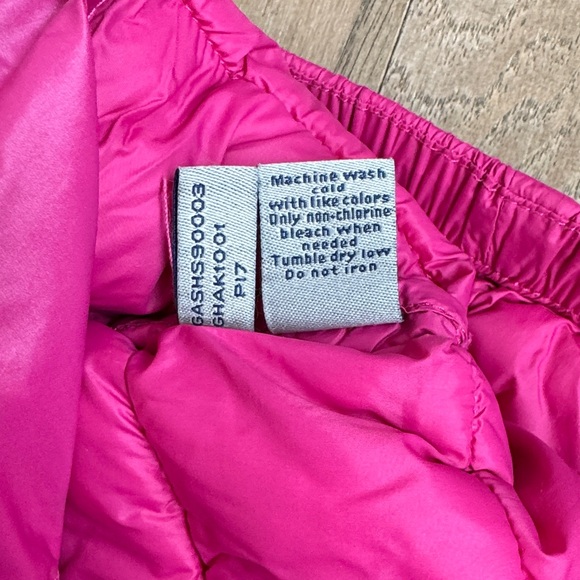 GASHS90003
GHAK1001
P17
Machine wash
cold
with like colors
Only non-chlorine
bleach when
needed
Tumble dry low
Do not iron